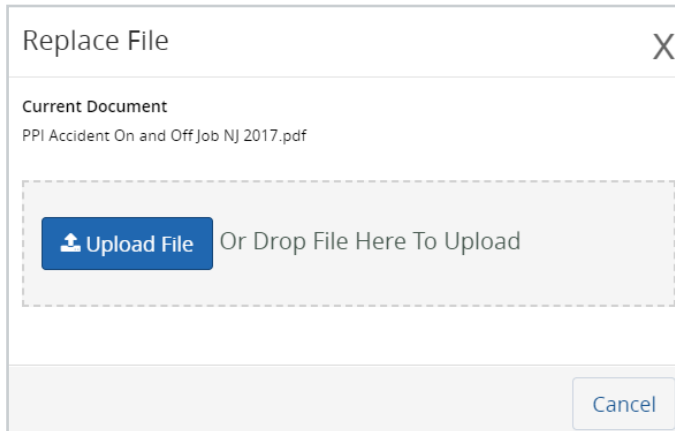 Replace File
X
Current Document
PPI Accident On and Off Job NJ 2017.pdf
Upload File Or Drop File Here To Upload
Cancel